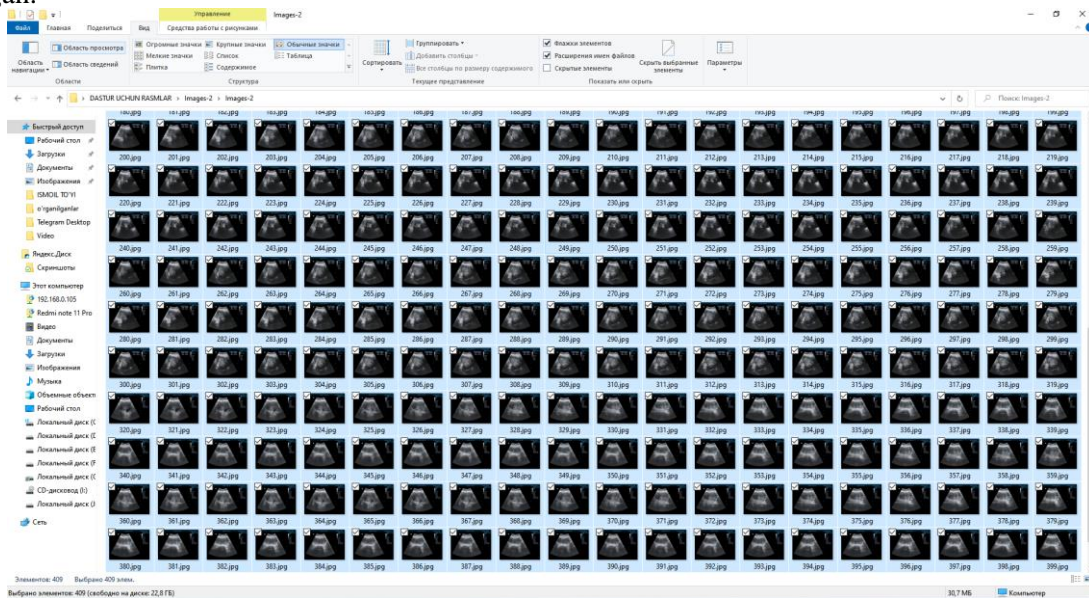 Управление
Images-2
Файл Главная Поделиться Вид Средства работы с рисунками
Область навигации
Область просмотра
Область сведений
Области
Огромные значки Крупные значки Обычные значки
Мелкие значки Список Таблица
Плитка Содержимое
Структура
Сортировать
Группировать
Добавить столбцы
Все столбцы по размеру содержимого
Текущее представление
Флажки элементов
Расширения имен файлов
Скрытые элементы
Скрыть выбранные элементы
Показать или скрыть
Параметры
DASTUR UCHUN RASMLAR > Images-2 > Images-2
Поиск: Images-2
Быстрый доступ
Рабочий стол
Загрузки
Документы
Изображения
ISMOIL TO'YI
o'rganilganlar
Telegram Desktop
Video
Яндекс.Диск
Скриншоты
Этот компьютер
192.168.0.105
Redmi note 11 Pro
Видео
Документы
Загрузки
Изображения
Музыка
Объемные объект
Рабочий стол
Локальный диск (C
Локальный диск (
Локальный диск (
Локальный диск (F
Локальный диск (
CD-дисковод (I:)
Локальный диск (
Сеть
200.jpg 201.jpg 202.jpg 203.jpg 204.jpg 205.jpg 206.jpg 207.jpg 208.jpg 209.jpg 210.jpg 211.jpg 212.jpg 213.jpg 214.jpg 215.jpg 216.jpg 217.jpg 218.jpg 219.jpg
220.jpg 221.jpg 222.jpg 223.jpg 224.jpg 225.jpg 226.jpg 227.jpg 228.jpg 229.jpg 230.jpg 231.jpg 232.jpg 233.jpg 234.jpg 235.jpg 236.jpg 237.jpg 238.jpg 239.jpg
240.jpg 241.jpg 242.jpg 243.jpg 244.jpg 245.jpg 246.jpg 247.jpg 248.jpg 249.jpg 250.jpg 251.jpg 252.jpg 253.jpg 254.jpg 255.jpg 256.jpg 257.jpg 258.jpg 259.jpg
260.jpg 261.jpg 262.jpg 263.jpg 264.jpg 265.jpg 266.jpg 267.jpg 268.jpg 269.jpg 270.jpg 271.jpg 272.jpg 273.jpg 274.jpg 275.jpg 276.jpg 277.jpg 278.jpg 279.jpg
280.jpg 281.jpg 282.jpg 283.jpg 284.jpg 285.jpg 286.jpg 287.jpg 288.jpg 289.jpg 290.jpg 291.jpg 292.jpg 293.jpg 294.jpg 295.jpg 296.jpg 297.jpg 298.jpg 299.jpg
300.jpg 301.jpg 302.jpg 303.jpg 304.jpg 305.jpg 306.jpg 307.jpg 308.jpg 309.jpg 310.jpg 311.jpg 312.jpg 313.jpg 314.jpg 315.jpg 316.jpg 317.jpg 318.jpg 319.jpg
320.jpg 321.jpg 322.jpg 323.jpg 324.jpg 325.jpg 326.jpg 327.jpg 328.jpg 329.jpg 330.jpg 331.jpg 332.jpg 333.jpg 334.jpg 335.jpg 336.jpg 337.jpg 338.jpg 339.jpg
340.jpg 341.jpg 342.jpg 343.jpg 344.jpg 345.jpg 346.jpg 347.jpg 348.jpg 349.jpg 350.jpg 351.jpg 352.jpg 353.jpg 354.jpg 355.jpg 356.jpg 357.jpg 358.jpg 359.jpg
360.jpg 361.jpg 362.jpg 363.jpg 364.jpg 365.jpg 366.jpg 367.jpg 368.jpg 369.jpg 370.jpg 371.jpg 372.jpg 373.jpg 374.jpg 375.jpg 376.jpg 377.jpg 378.jpg 379.jpg
380.jpg 381.jpg 382.jpg 383.jpg 384.jpg 385.jpg 386.jpg 387.jpg 388.jpg 389.jpg 390.jpg 391.jpg 392.jpg 393.jpg 394.jpg 395.jpg 396.jpg 397.jpg 398.jpg 399.jpg
Элементов: 409 Выбрано 409 элем.
Выбрано элементов: 409 (свободно на диске: 22,8 ГБ) 30,7 МБ Компьютер